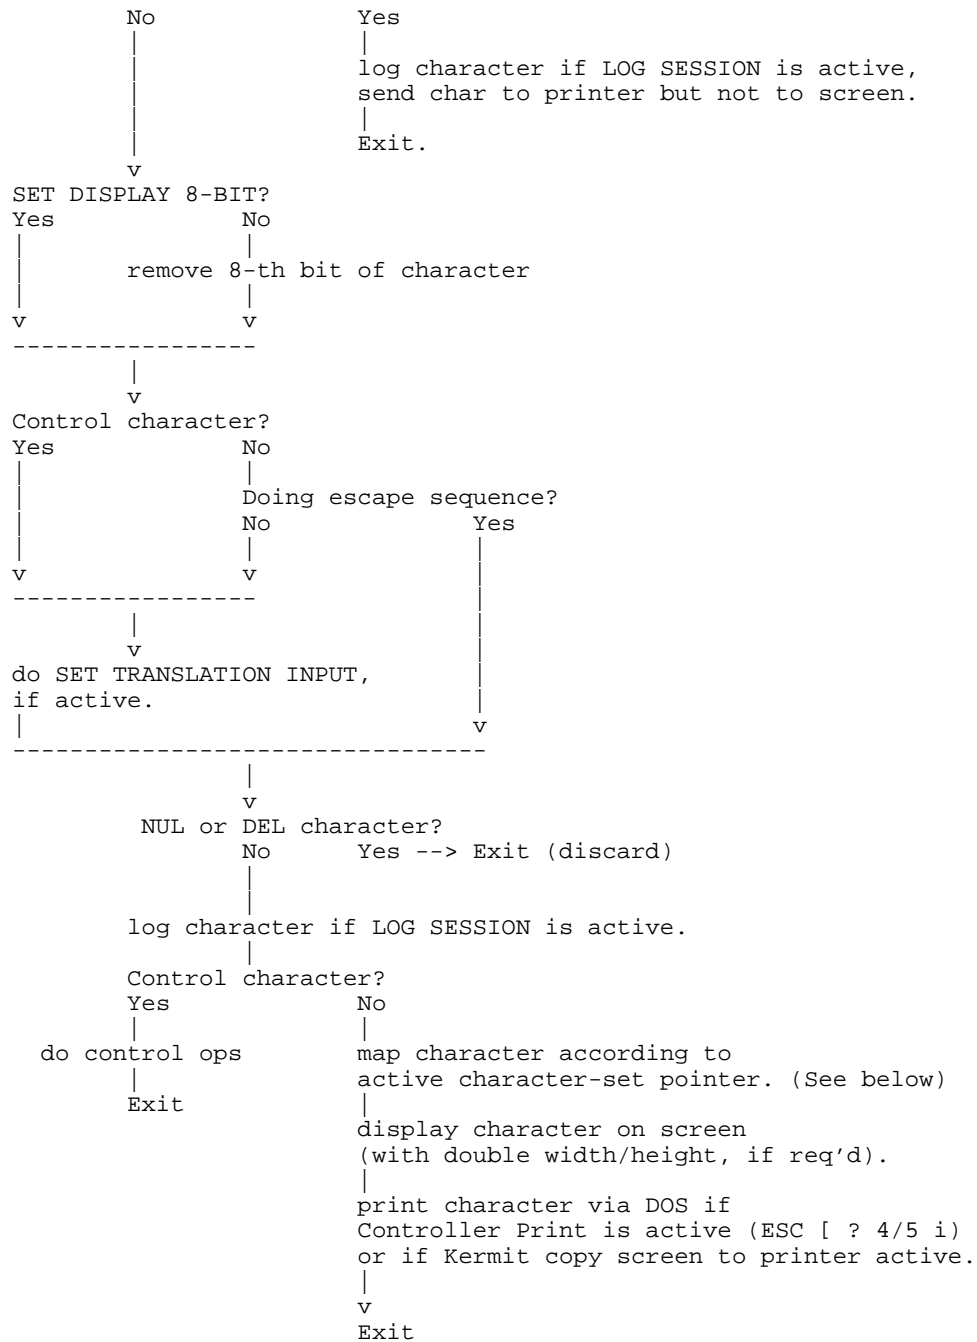 No Yes
| |
| log character if LOG SESSION is active,
| send char to printer but not to screen.
| |
| Exit.
v
SET DISPLAY 8-BIT?
Yes No
| |
| remove 8-th bit of character
| |
v v
-----------------
|
v
Control character?
Yes No
| |
| Doing escape sequence?
| No Yes
| | |
v v |
----------------- |
| |
v |
do SET TRANSLATION INPUT, |
if active. |
| v
---------------------------------
|
v
NUL or DEL character?
No Yes --> Exit (discard)
|
|
log character if LOG SESSION is active.
|
Control character?
Yes No
| |
do control ops map character according to
| active character-set pointer. (See below)
Exit |
display character on screen
(with double width/height, if req'd).
|
print character via DOS if
Controller Print is active (ESC [ ? 4/5 i)
or if Kermit copy screen to printer active.
|
v
Exit